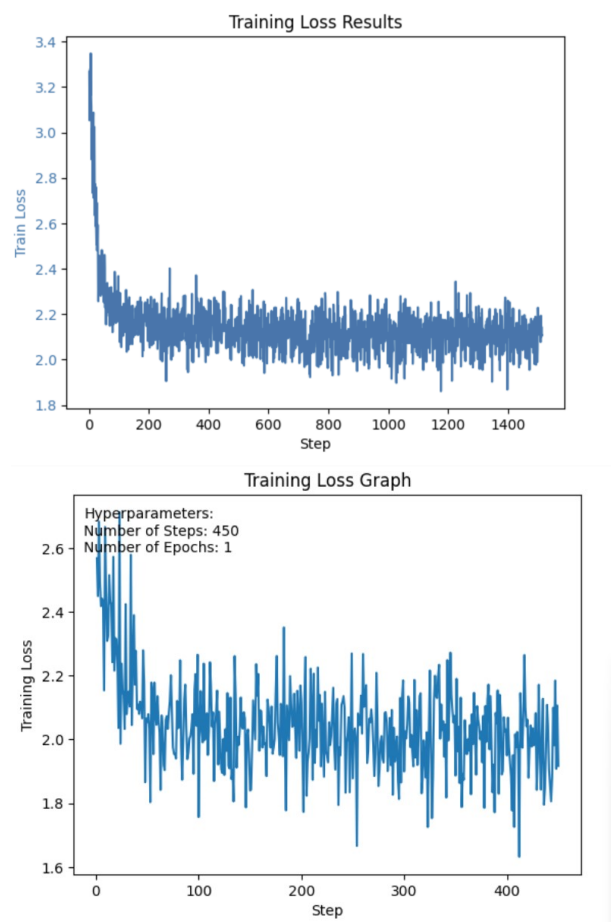 Training Loss Results
3.4
3.2
3.0
2.8
2.6
2.4
2.2
2.0
1.8
Train Loss
0 200 400 600 800 1000 1200 1400
Step
Training Loss Graph
Hyperparameters:
Number of Steps: 450
Number of Epochs: 1
2.6
2.4
2.2
2.0
1.8
1.6
Training Loss
0 100 200 300 400
Step